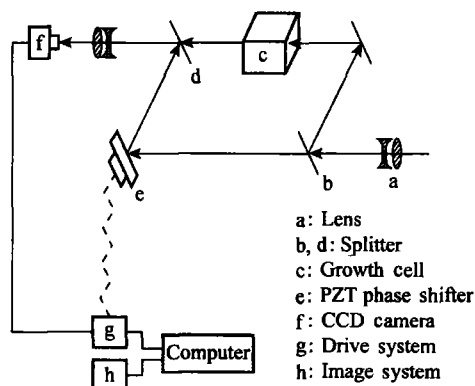 f
c
d
e
b
a
g
h
Computer
a: Lens
b, d: Splitter
c: Growth cell
e: PZT phase shifter
f: CCD camera
g: Drive system
h: Image system